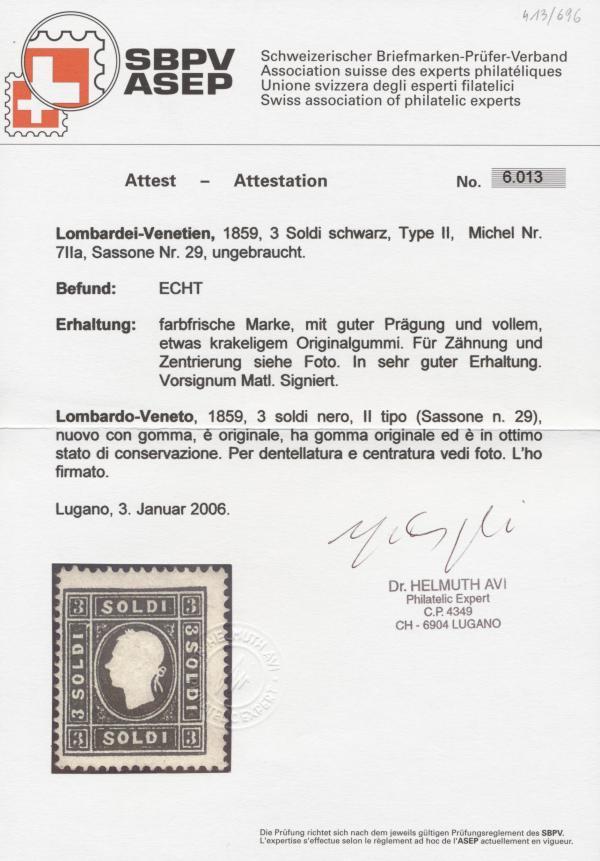 413/696
SBPV
ASEP
Schweizerischer Briefmarken-Prüfer-Verband
Association suisse des experts philatéliques
Unione svizzera degli esperti filatelici
Swiss association of philatelic experts
Attest – Attestation No. 6.013
Lombardei-Venetien, 1859, 3 Soldi schwarz, Type II, Michel Nr.
7IIa, Sassone Nr. 29, ungebraucht.
Befund: ECHT
Erhaltung: farbfrische Marke, mit guter Prägung und vollem,
etwas krakeligem Originalgummi. Für Zähnung und
Zentrierung siehe Foto. In sehr guter Erhaltung.
Vorsignum Matl. Signiert.
Lombardo-Veneto, 1859, 3 soldi nero, II tipo (Sassone n. 29),
nuovo con gomma, è originale, ha gomma originale ed è in ottimo
stato di conservazione. Per dentellatura e centratura vedi foto. L'ho
firmato.
Lugano, 3. Januar 2006.
Dr. HELMUTH AVI
Philatelic Expert
C.P. 4349
CH - 6904 LUGANO
3 SOLDI 3
SOLDI
SOLDI
3 SOLDI 3
HELMUTH AVI
EXPERT
Die Prüfung richtet sich nach dem jeweils gültigen Prüfungsreglement des SBPV.
L'expertise s'effectue selon le règlement ad hoc de l'ASEP actuellement en vigueur.